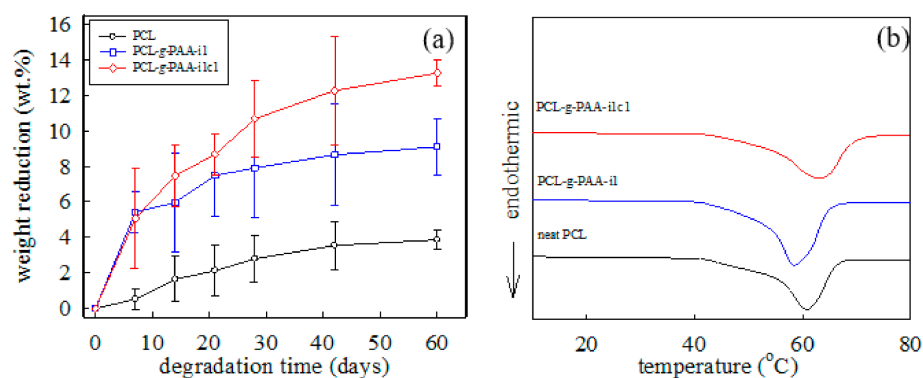 (a)
PCL
PCL-g-PAA-i1
PCL-g-PAA-i1c1
16
14
12
10
8
6
4
2
0
weight reduction (wt.%)
0 10 20 30 40 50 60
degradation time (days)
(b)
PCL-g-PAA-i1c1
PCL-g-PAA-i1
neat PCL
endothermic
20 40 60 80
temperature (°C)